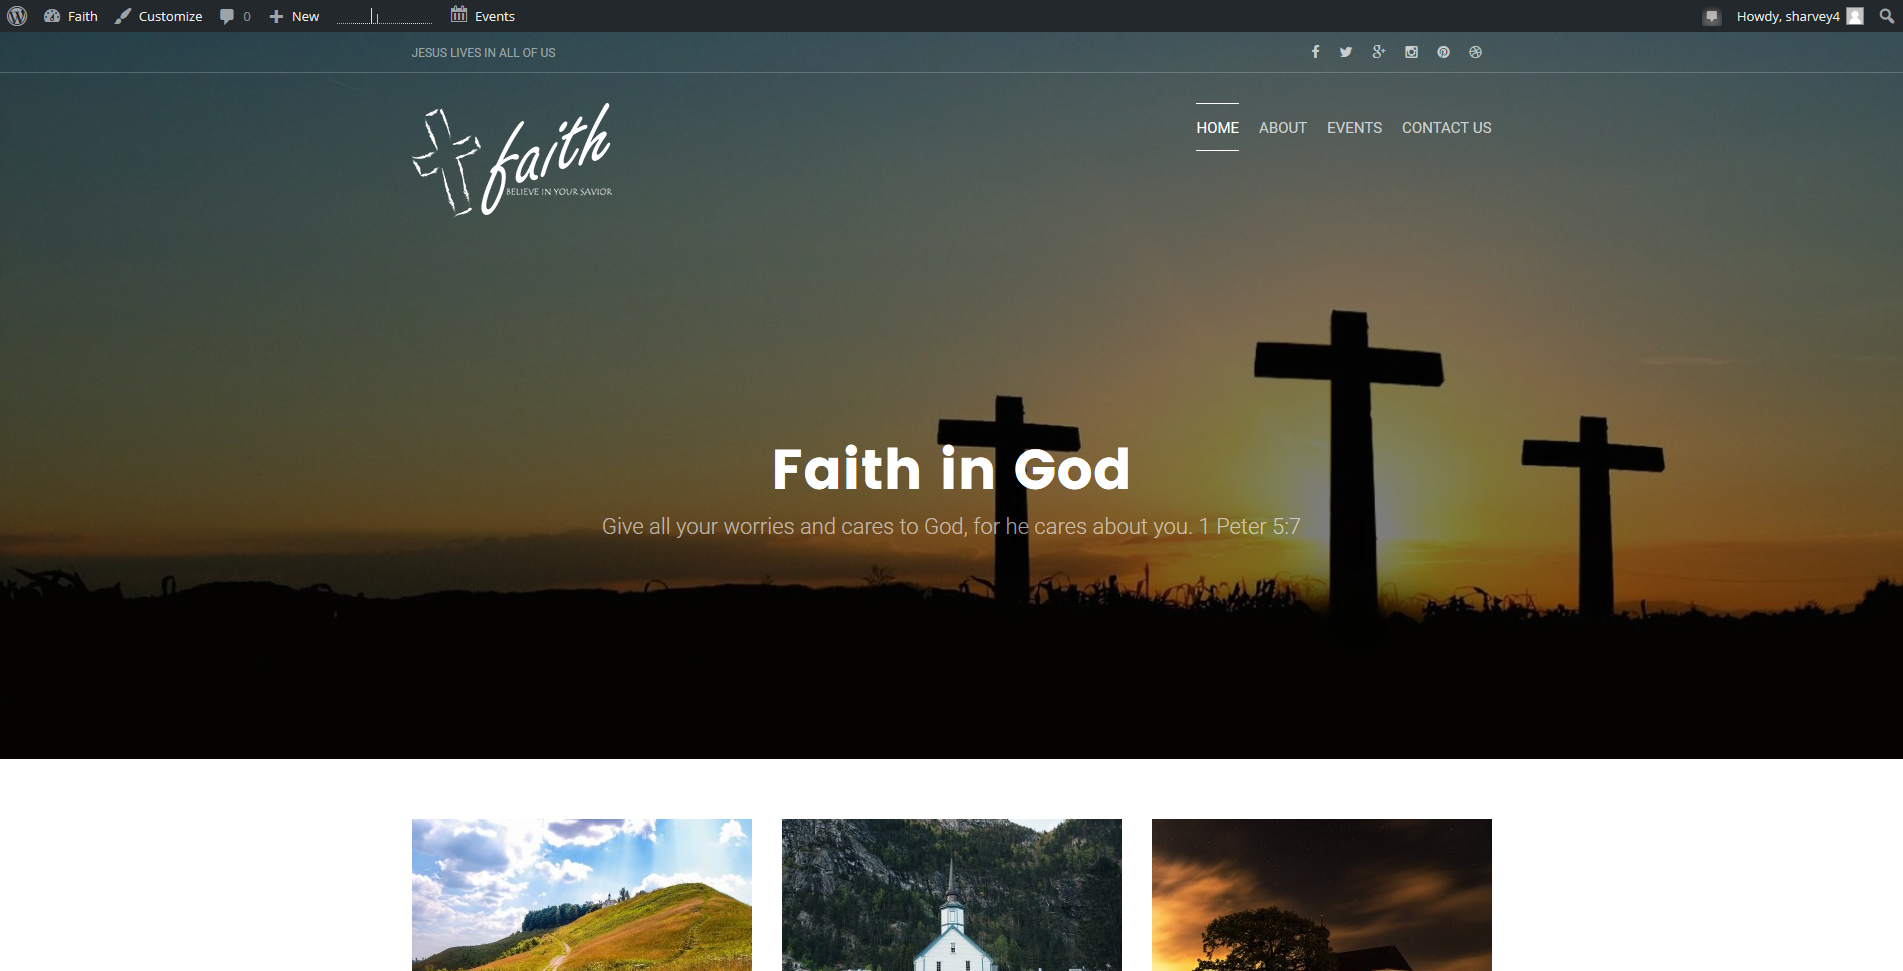 Faith Customize 0 New Events Howdy, sharvey4
JESUS LIVES IN ALL OF US
faith
BELIEVE IN YOUR SAVIOR
HOME ABOUT EVENTS CONTACT US
Faith in God
Give all your worries and cares to God, for he cares about you. 1 Peter 5:7